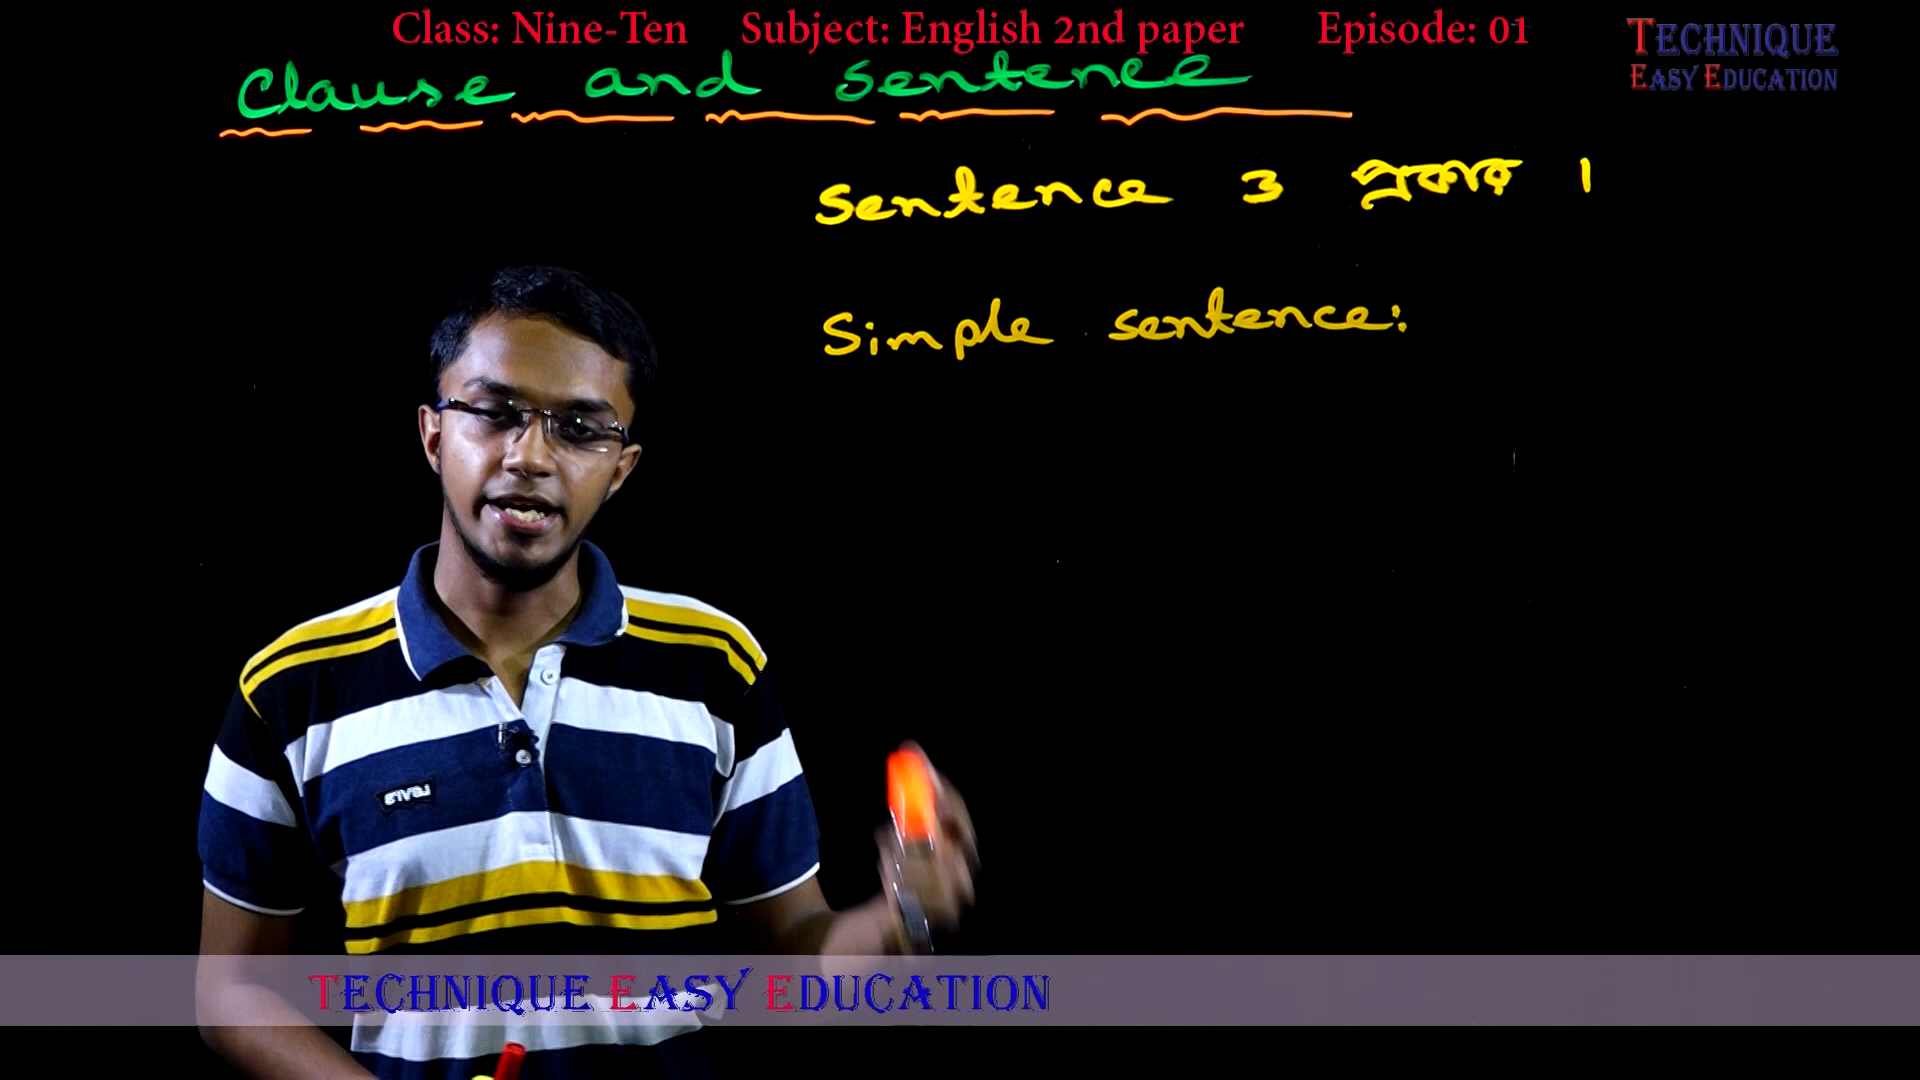 Class: Nine-Ten Subject: English 2nd paper Episode: 01
TECHNIQUE
EASY EDUCATION
Clause and sentence
sentence 3 প্রকার ।
Simple sentence:
LEVI'S
TECHNIQUE EASY EDUCATION